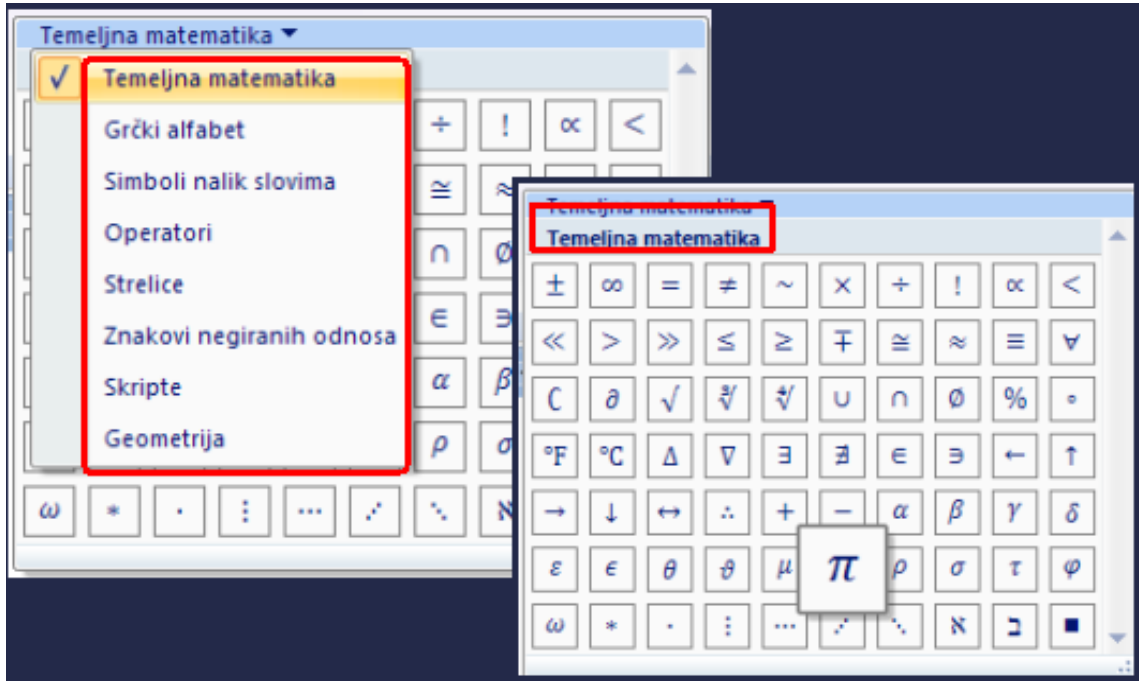 Temeljna matematika
Temeljna matematika
Grčki alfabet
Simboli nalik slovima
Operatori
Strelice
Znakovi negiranih odnosa
Skripte
Geometrija
÷ ! ∝ <
≅ ≈
∩ Ø
∈ ∋
α β
ρ σ
ω * · ⋮ ⋯ ⋰ ⋱ ℵ
Temeljna matematika
Temeljna matematika
± ∞ = ≠ ~ × ÷ ! ∝ <
≪ > ≫ ≤ ≥ ∓ ≅ ≈ ≡ ∀
∁ ∂ √ ∛ ∜ ∪ ∩ Ø % °
°F °C ∆ ∇ ∃ ∄ ∈ ∋ ← ↑
→ ↓ ↔ ∴ + − α β γ δ
ε ϵ θ ϑ μ π ρ σ τ φ
ω * · ⋮ ⋯ ⋰ ⋱ ℵ ℶ ■